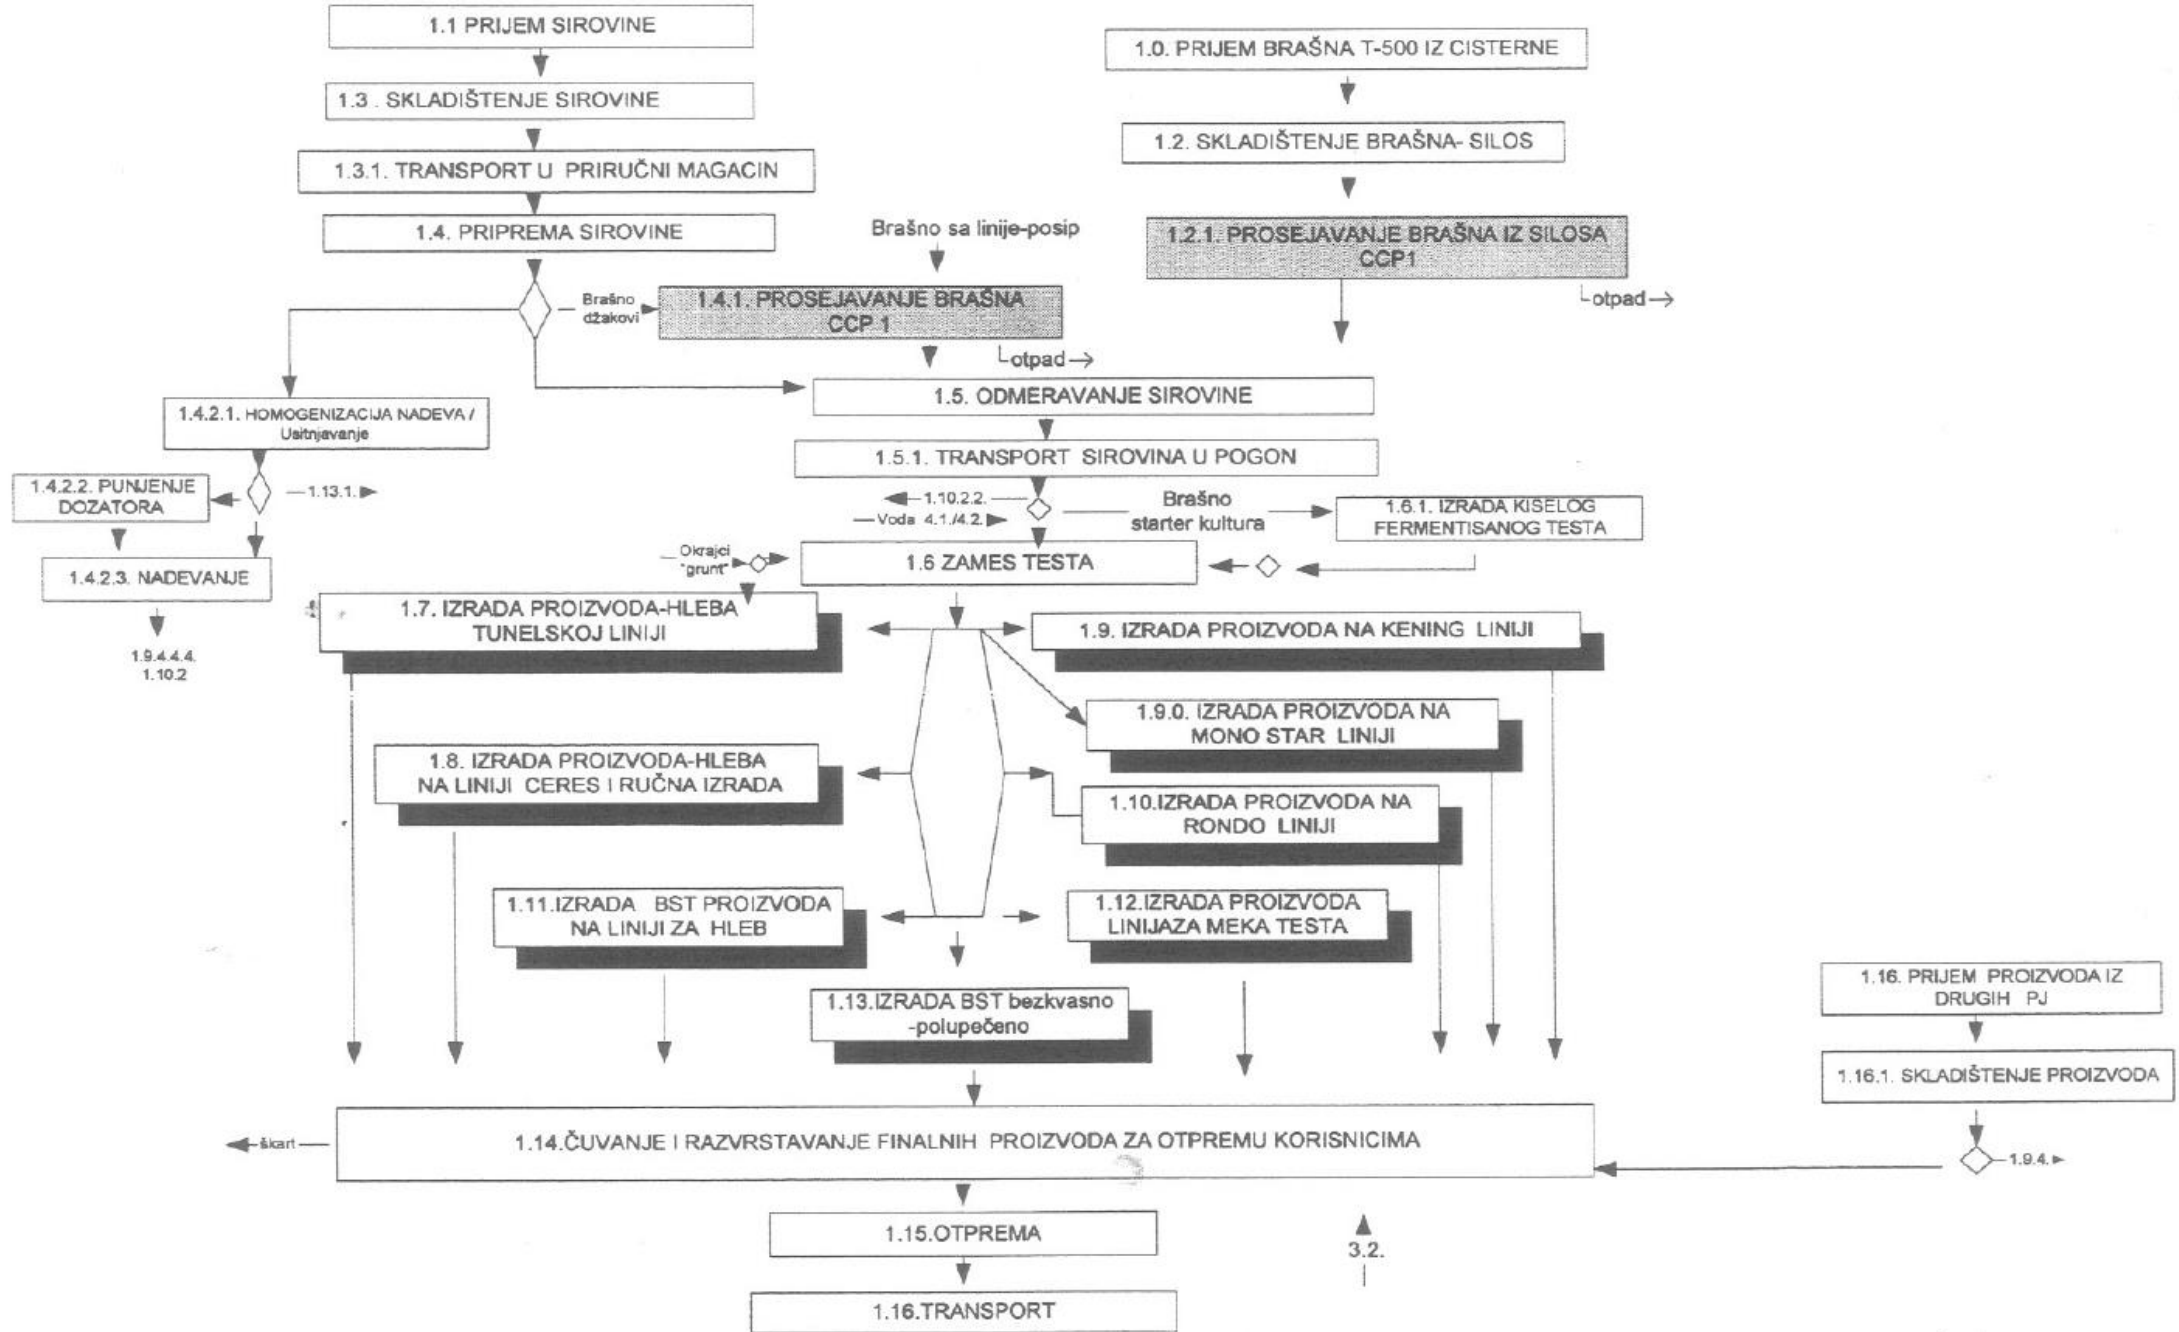 1.1 PRIJEM SIROVINE
1.0. PRIJEM BRAŠNA T-500 IZ CISTERNE
1.3 . SKLADIŠTENJE SIROVINE
1.2. SKLADIŠTENJE BRAŠNA- SILOS
1.3.1. TRANSPORT U PRIRUČNI MAGACIN
1.4. PRIPREMA SIROVINE
Brašno sa linije-posip
1.2.1. PROSEJAVANJE BRAŠNA IZ SILOSA
CCP1
otpad
Brašno
džakovi
1.4.1. PROSEJAVANJE BRAŠNA
CCP 1
otpad
1.5. ODMERAVANJE SIROVINE
1.4.2.1. HOMOGENIZACIJA NADEVA /
Usitnjavanje
1.5.1. TRANSPORT SIROVINA U POGON
1.4.2.2. PUNJENJE
DOZATORA
1.13.1.
1.10.2.2.
Voda 4.1./4.2.
Brašno
starter kultura
1.6.1. IZRADA KISELOG
FERMENTISANOG TESTA
1.4.2.3. NADEVANJE
Okrajci
"grunt"
1.6 ZAMES TESTA
1.9.4.4.4.
1.10.2
1.7. IZRADA PROIZVODA-HLEBA
TUNELSKOJ LINIJI
1.9. IZRADA PROIZVODA NA KENING LINIJI
1.9.0. IZRADA PROIZVODA NA
MONO STAR LINIJI
1.8. IZRADA PROIZVODA-HLEBA
NA LINIJI CERES I RUČNA IZRADA
1.10.IZRADA PROIZVODA NA
RONDO LINIJI
1.11.IZRADA BST PROIZVODA
NA LINIJI ZA HLEB
1.12.IZRADA PROIZVODA
LINIJAZA MEKA TESTA
1.13.IZRADA BST bezkvasno
-polupečeno
1.16. PRIJEM PROIZVODA IZ
DRUGIH PJ
1.16.1. SKLADIŠTENJE PROIZVODA
škart
1.14.ČUVANJE I RAZVRSTAVANJE FINALNIH PROIZVODA ZA OTPREMU KORISNICIMA
1.9.4.
1.15.OTPREMA
3.2.
1.16.TRANSPORT